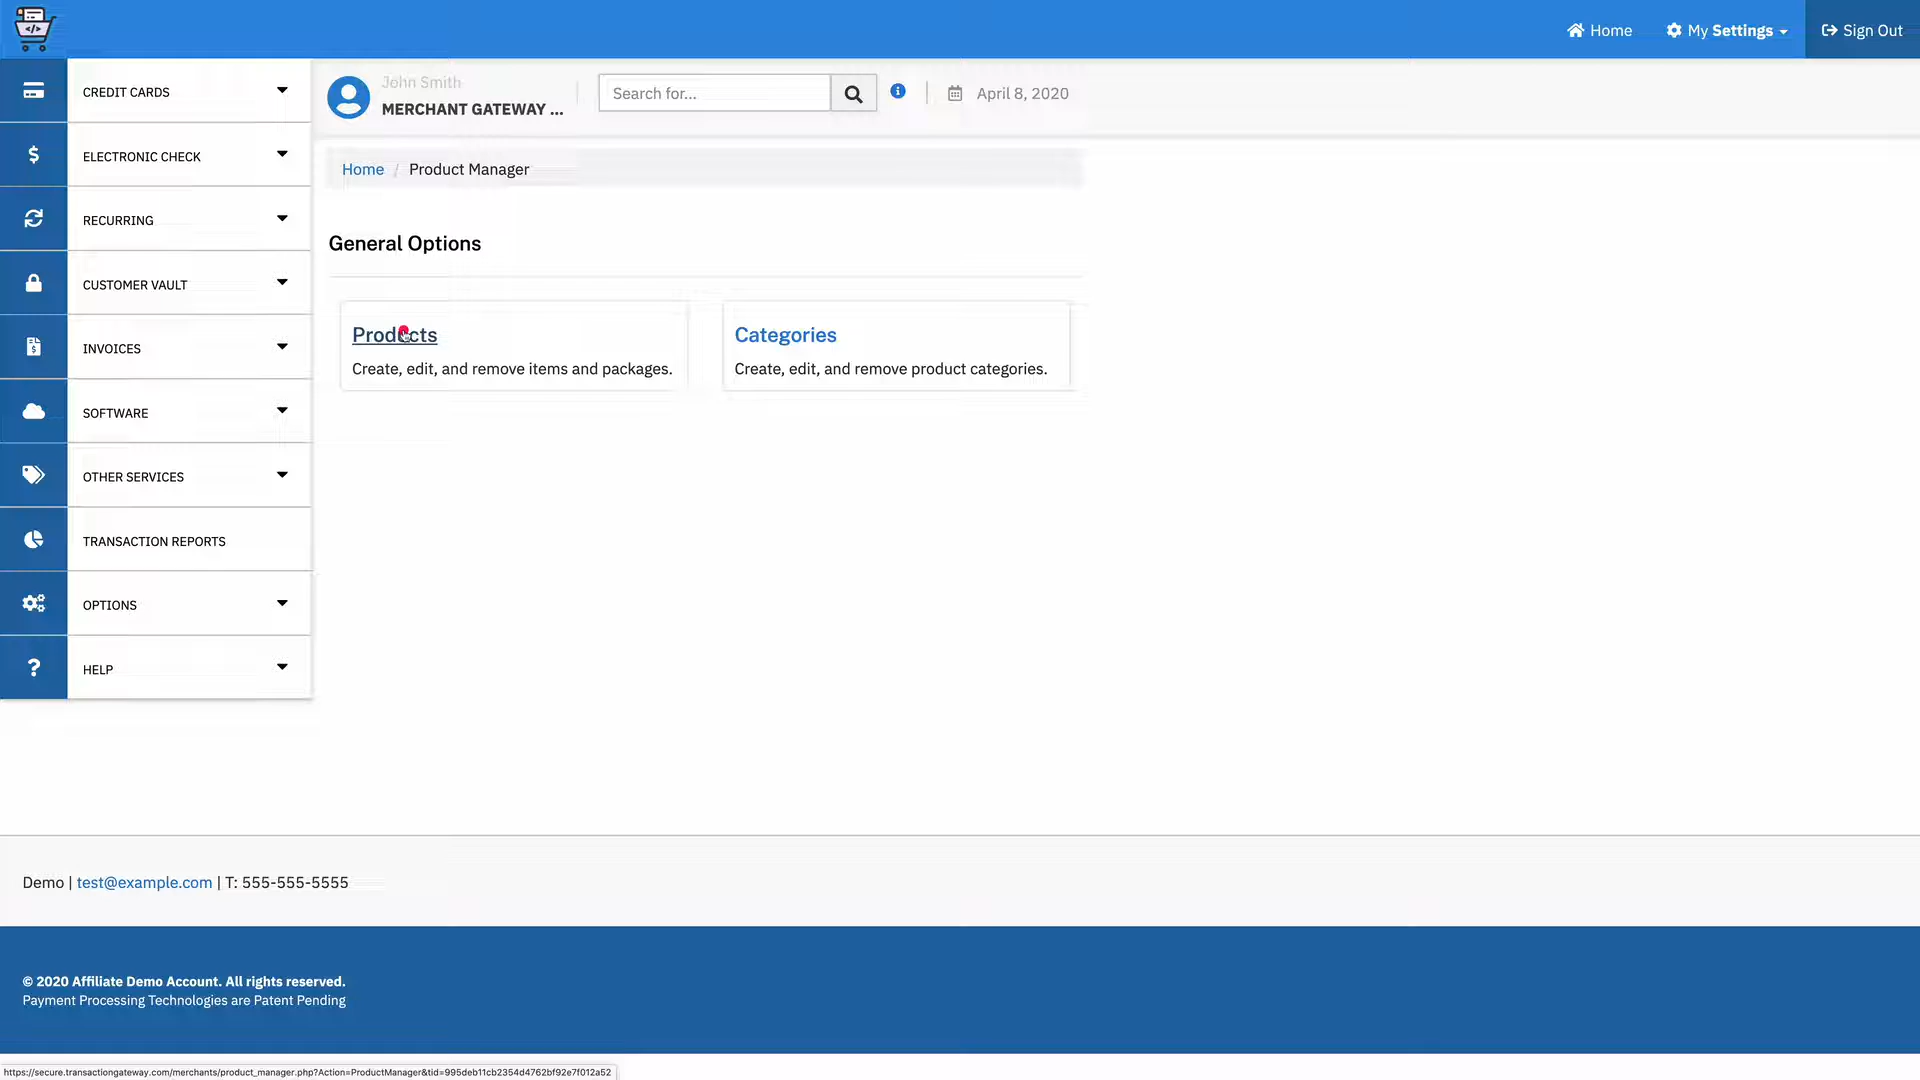 Home
My Settings
Sign Out
CREDIT CARDS
ELECTRONIC CHECK
RECURRING
CUSTOMER VAULT
INVOICES
SOFTWARE
OTHER SERVICES
TRANSACTION REPORTS
OPTIONS
HELP
John Smith
MERCHANT GATEWAY ...
Search for...
April 8, 2020
Home / Product Manager
General Options
Products
Create, edit, and remove items and packages.
Categories
Create, edit, and remove product categories.
Demo | test@example.com | T: 555-555-5555
© 2020 Affiliate Demo Account. All rights reserved.
Payment Processing Technologies are Patent Pending
https://secure.transactiongateway.com/merchants/product_manager.php?Action=ProductManager&tid=995deb11cb2354d4762bf92e7f012a52